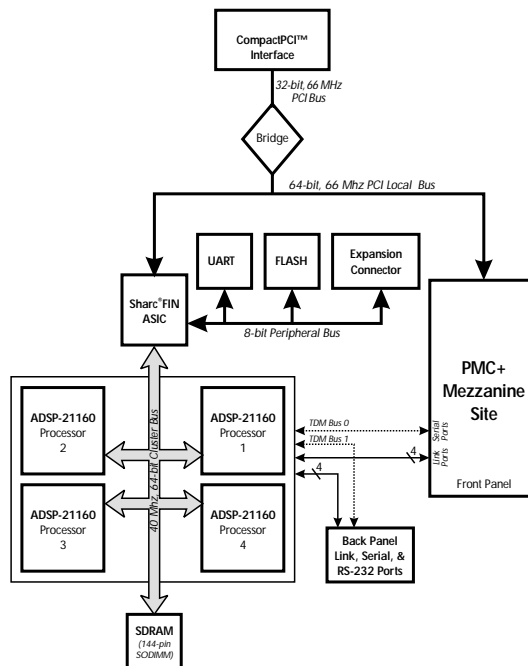 CompactPCI™
Interface
32-bit, 66 MHz
PCI Bus
Bridge
64-bit, 66 Mhz PCI Local Bus
UART
FLASH
Expansion
Connector
Sharc®FIN
ASIC
8-bit Peripheral Bus
PMC+
Mezzanine
Site
Serial
Ports
Link
Ports
Front Panel
ADSP-21160
Processor
2
ADSP-21160
Processor
1
40 Mhz, 64-bit Cluster Bus
TDM Bus 0
TDM Bus 1
4
4
ADSP-21160
Processor
3
ADSP-21160
Processor
4
Back Panel
Link, Serial, &
RS-232 Ports
SDRAM
(144-pin
SODIMM)